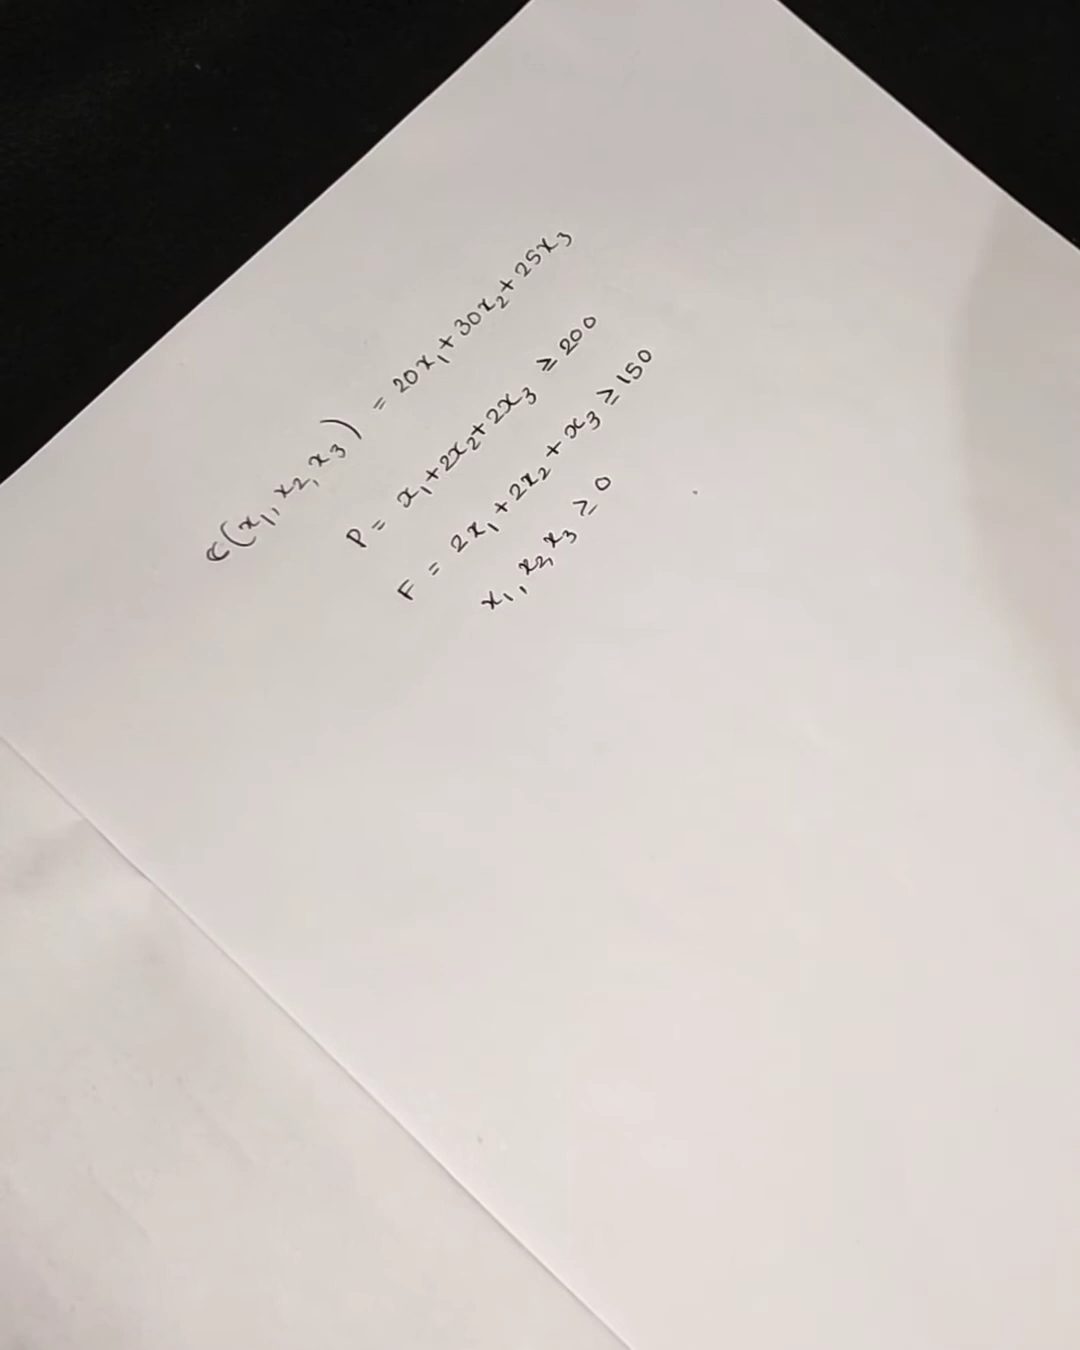 C(x₁, x₂, x₃) = 20x₁ + 30x₂ + 25x₃
P = x₁ + 2x₂ + 2x₃ ≥ 200
F = 2x₁ + 2x₂ + x₃ ≥ 150
x₁, x₂, x₃ ≥ 0